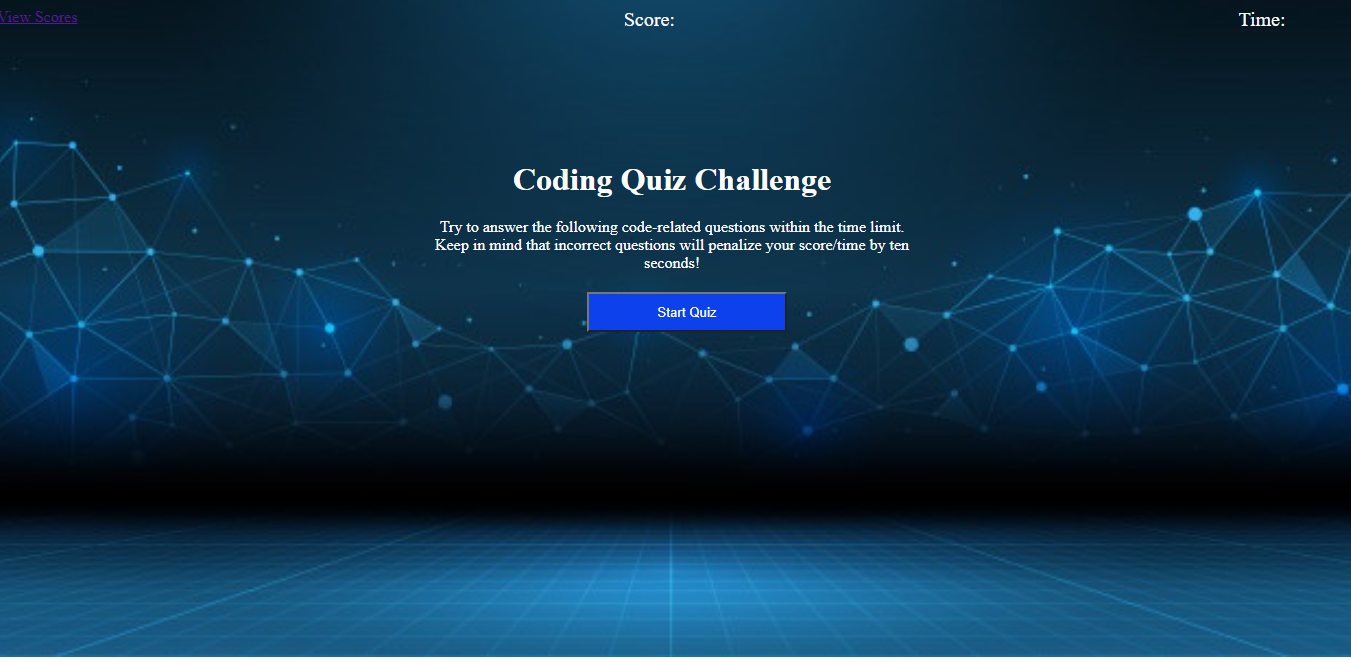 View Scores
Score:
Time:
Coding Quiz Challenge
Try to answer the following code-related questions within the time limit.
Keep in mind that incorrect questions will penalize your score/time by ten
seconds!
Start Quiz